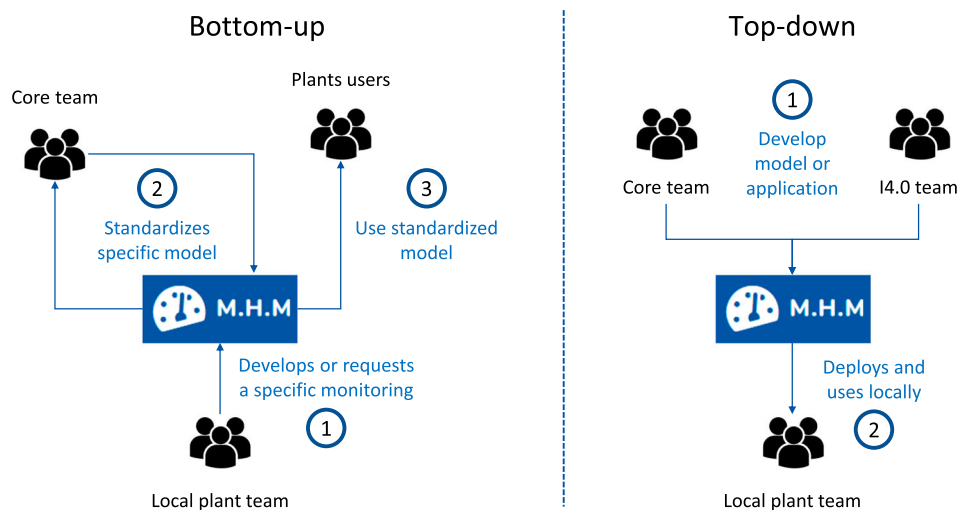 Bottom-up
Top-down
Plants users
Core team
2
Standardizes
specific model
3
Use standardized
model
M.H.M
Develops or requests
a specific monitoring
1
Local plant team
1
Develop
model or
application
Core team
I4.0 team
M.H.M
Deploys and
uses locally
2
Local plant team